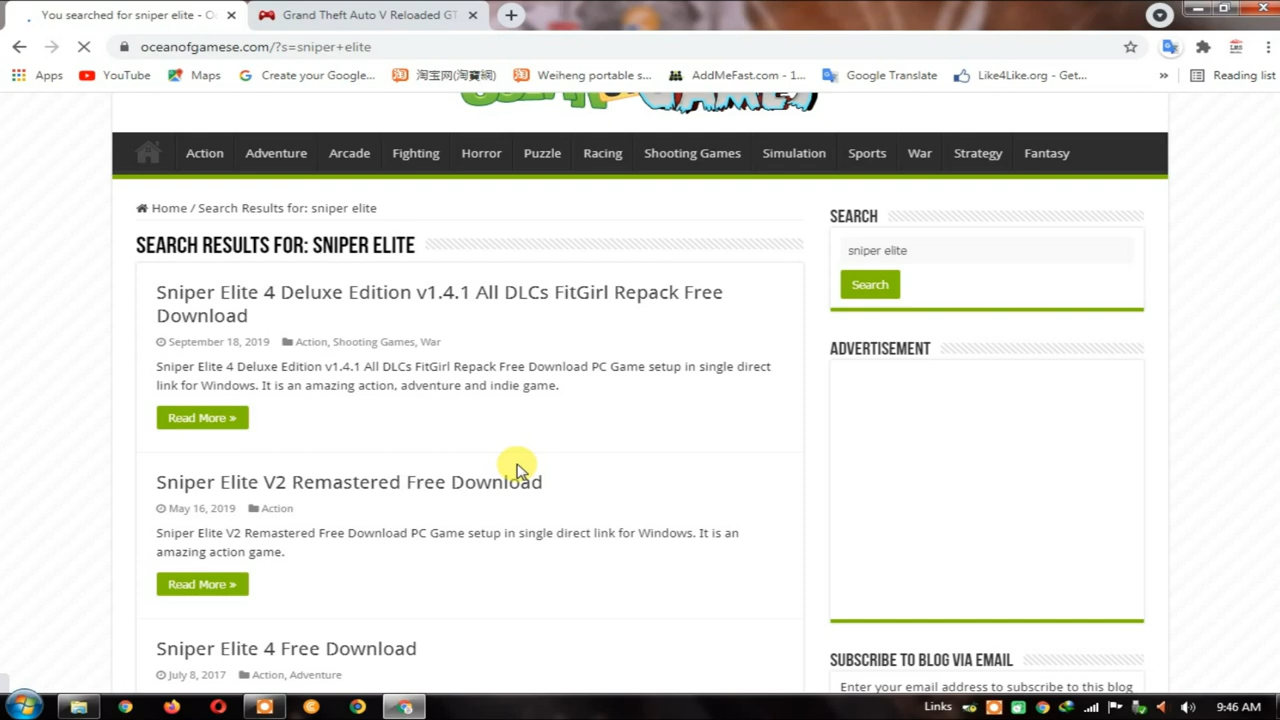 You searched for sniper elite - O
Grand Theft Auto V Reloaded GT
oceanofgamese.com/?s=sniper+elite
Apps
YouTube
Maps
Create your Google...
淘宝网(淘寶網)
Weiheng portable s...
AddMeFast.com - 1...
Google Translate
Like4Like.org - Get...
»
Reading list
Action
Adventure
Arcade
Fighting
Horror
Puzzle
Racing
Shooting Games
Simulation
Sports
War
Strategy
Fantasy
Home / Search Results for: sniper elite
SEARCH RESULTS FOR: SNIPER ELITE
Sniper Elite 4 Deluxe Edition v1.4.1 All DLCs FitGirl Repack Free
Download
September 18, 2019 Action, Shooting Games, War
Sniper Elite 4 Deluxe Edition v1.4.1 All DLCs FitGirl Repack Free Download PC Game setup in single direct
link for Windows. It is an amazing action, adventure and indie game.
Read More »
Sniper Elite V2 Remastered Free Download
May 16, 2019 Action
Sniper Elite V2 Remastered Free Download PC Game setup in single direct link for Windows. It is an
amazing action game.
Read More »
Sniper Elite 4 Free Download
July 8, 2017 Action, Adventure
SEARCH
sniper elite
Search
ADVERTISEMENT
SUBSCRIBE TO BLOG VIA EMAIL
Enter your email address to subscribe to this blog
Links
9:46 AM